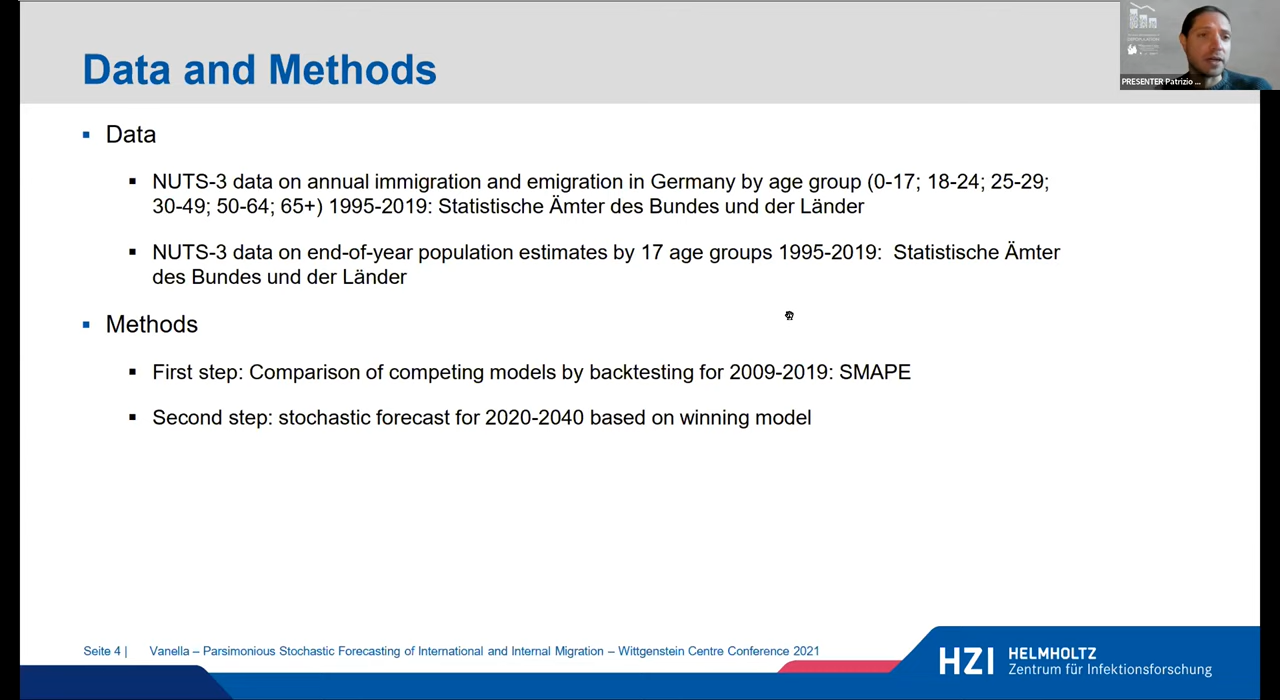 Data and Methods
PRESENTER Patrizio ...
Data
NUTS-3 data on annual immigration and emigration in Germany by age group (0-17; 18-24; 25-29;
30-49; 50-64; 65+) 1995-2019: Statistische Ämter des Bundes und der Länder
NUTS-3 data on end-of-year population estimates by 17 age groups 1995-2019: Statistische Ämter
des Bundes und der Länder
Methods
First step: Comparison of competing models by backtesting for 2009-2019: SMAPE
Second step: stochastic forecast for 2020-2040 based on winning model
Seite 4 | Vanella – Parsimonious Stochastic Forecasting of International and Internal Migration – Wittgenstein Centre Conference 2021
HZI HELMHOLTZ
Zentrum für Infektionsforschung